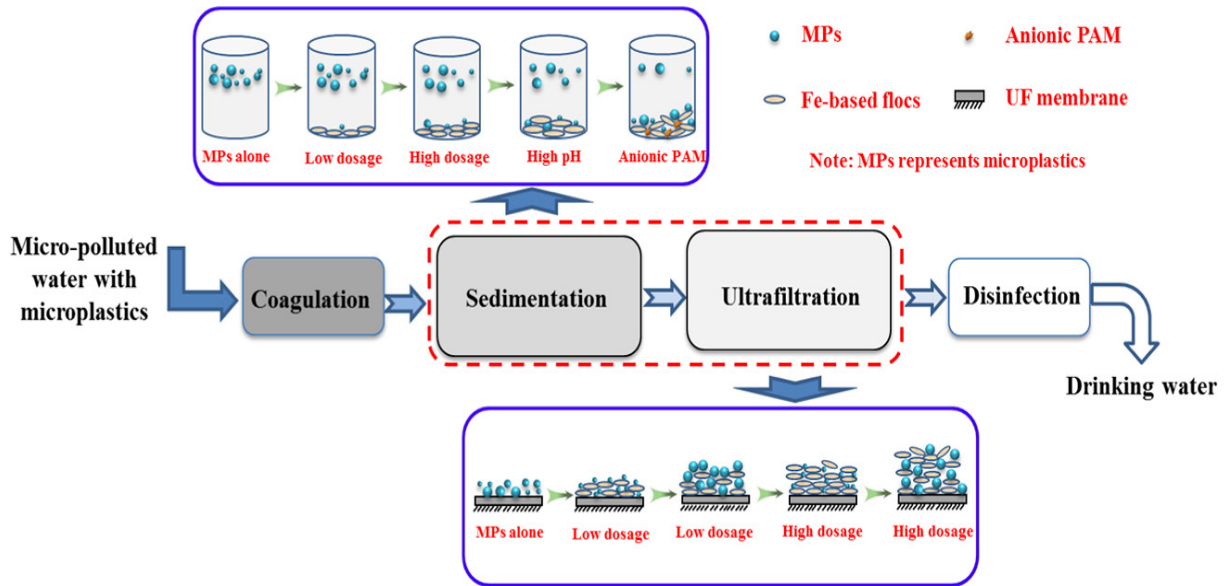 MPs
Anionic PAM
Fe-based flocs
UF membrane
Note: MPs represents microplastics
MPs alone
Low dosage
High dosage
High pH
Anionic PAM
Micro-polluted
water with
microplastics
Coagulation
Sedimentation
Ultrafiltration
Disinfection
Drinking water
MPs alone
Low dosage
Low dosage
High dosage
High dosage